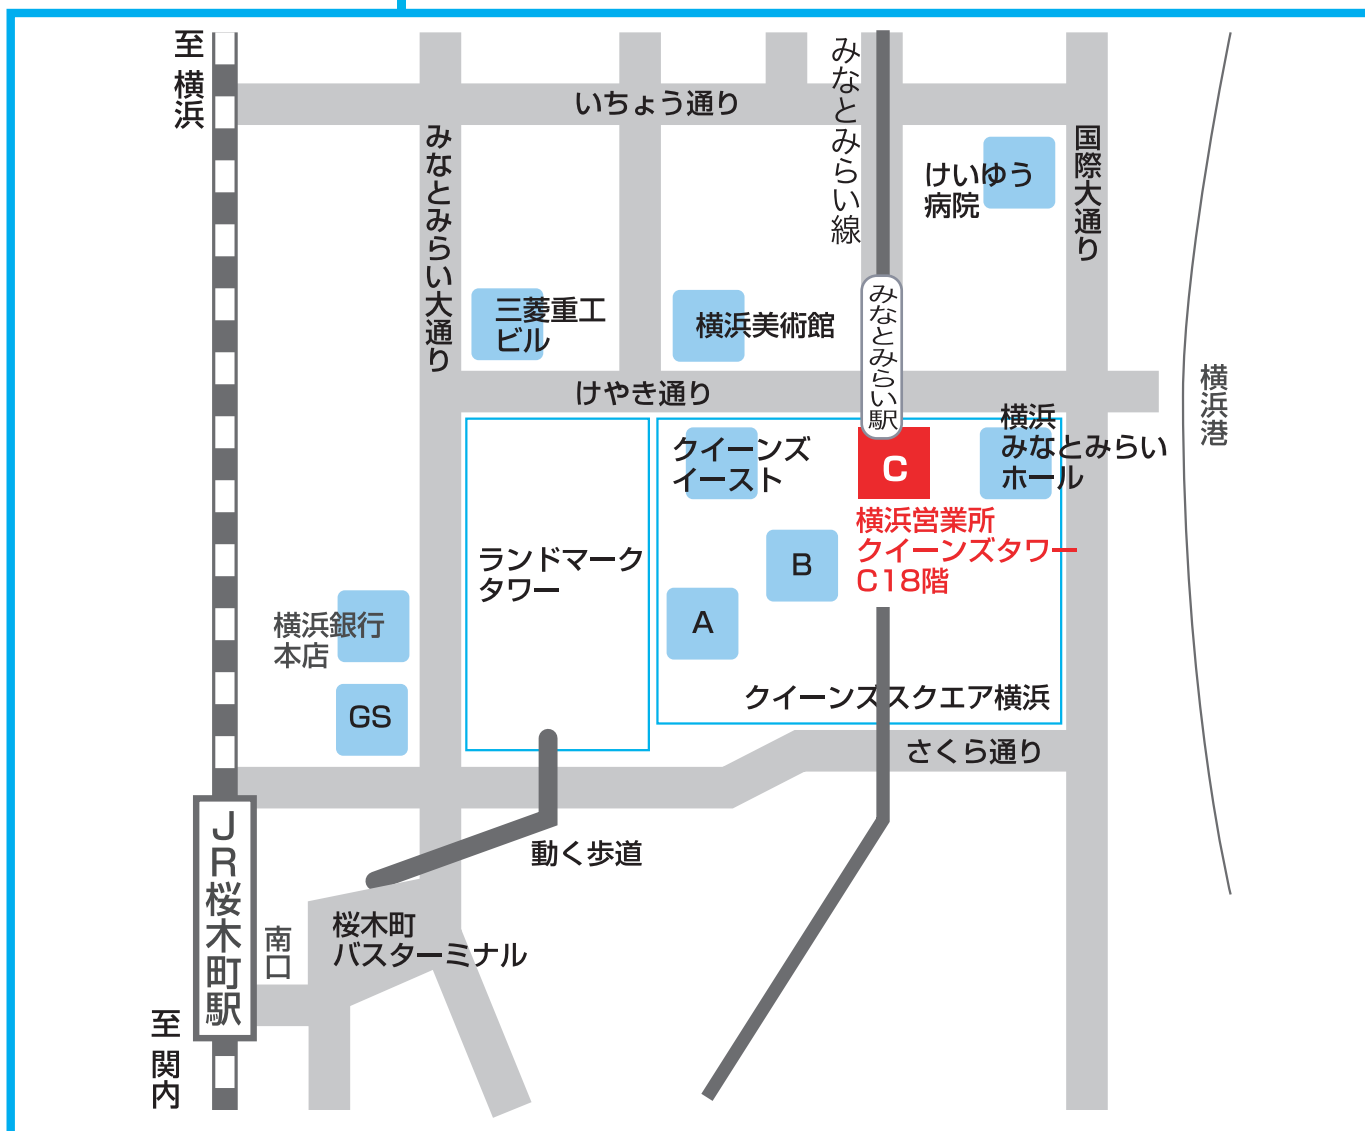 至 横浜
いちょう通り
みなとみらい線
みなとみらい大通り
国際大通り
けいゆう
病院
三菱重工
ビル
横浜美術館
みなとみらい駅
けやき通り
横浜港
横浜
みなとみらい
ホール
クイーンズ
イースト
C
横浜営業所
クイーンズタワー
C18階
ランドマーク
タワー
B
A
横浜銀行
本店
GS
クイーンズスクエア横浜
さくら通り
動く歩道
JR桜木町駅
南口
桜木町
バスターミナル
至 関内